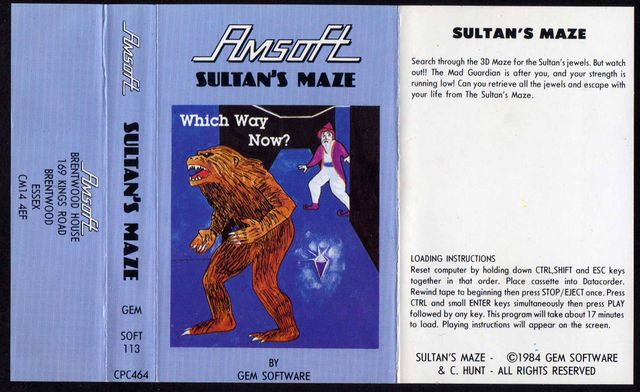 Amsoft
BRENTWOOD HOUSE
169 KINGS ROAD
BRENTWOOD
ESSEX
CM14 4EF
Amsoft
SULTAN'S MAZE
GEM
SOFT
113
CPC464
Amsoft
SULTAN'S MAZE
Which Way
Now?
BY
GEM SOFTWARE
SULTAN'S MAZE
Search through the 3D Maze for the Sultan's jewels. But watch
out!! The Mad Guardian is after you, and your strength is
running low! Can you retrieve all the jewels and escape with
your life from The Sultan's Maze.
LOADING INSTRUCTIONS
Reset computer by holding down CTRL,SHIFT and ESC keys
together in that order. Place cassette into Datacorder.
Rewind tape to beginning then press STOP/EJECT once. Press
CTRL and small ENTER keys simultaneously then press PLAY
followed by any key. This program will take about 17 minutes
to load. Playing instructions will appear on the screen.
SULTAN'S MAZE - ©1984 GEM SOFTWARE
& C. HUNT - ALL RIGHTS RESERVED